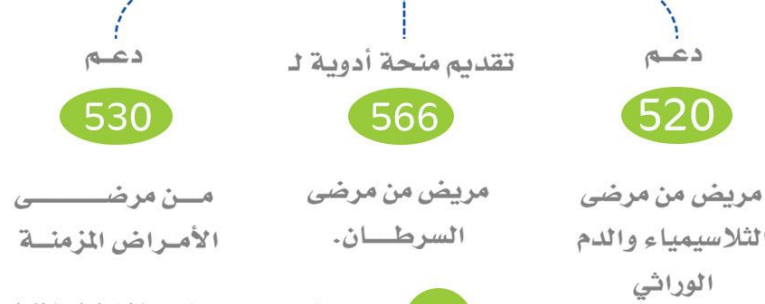 دعم
520
مريض من مرضى
الثلاسيمياء والدم
الوراثي
تقديم منحة أدوية لـ
566
مريض من مرضى
السرطان.
دعم
530
من مرضى
الأمراض المزمنة